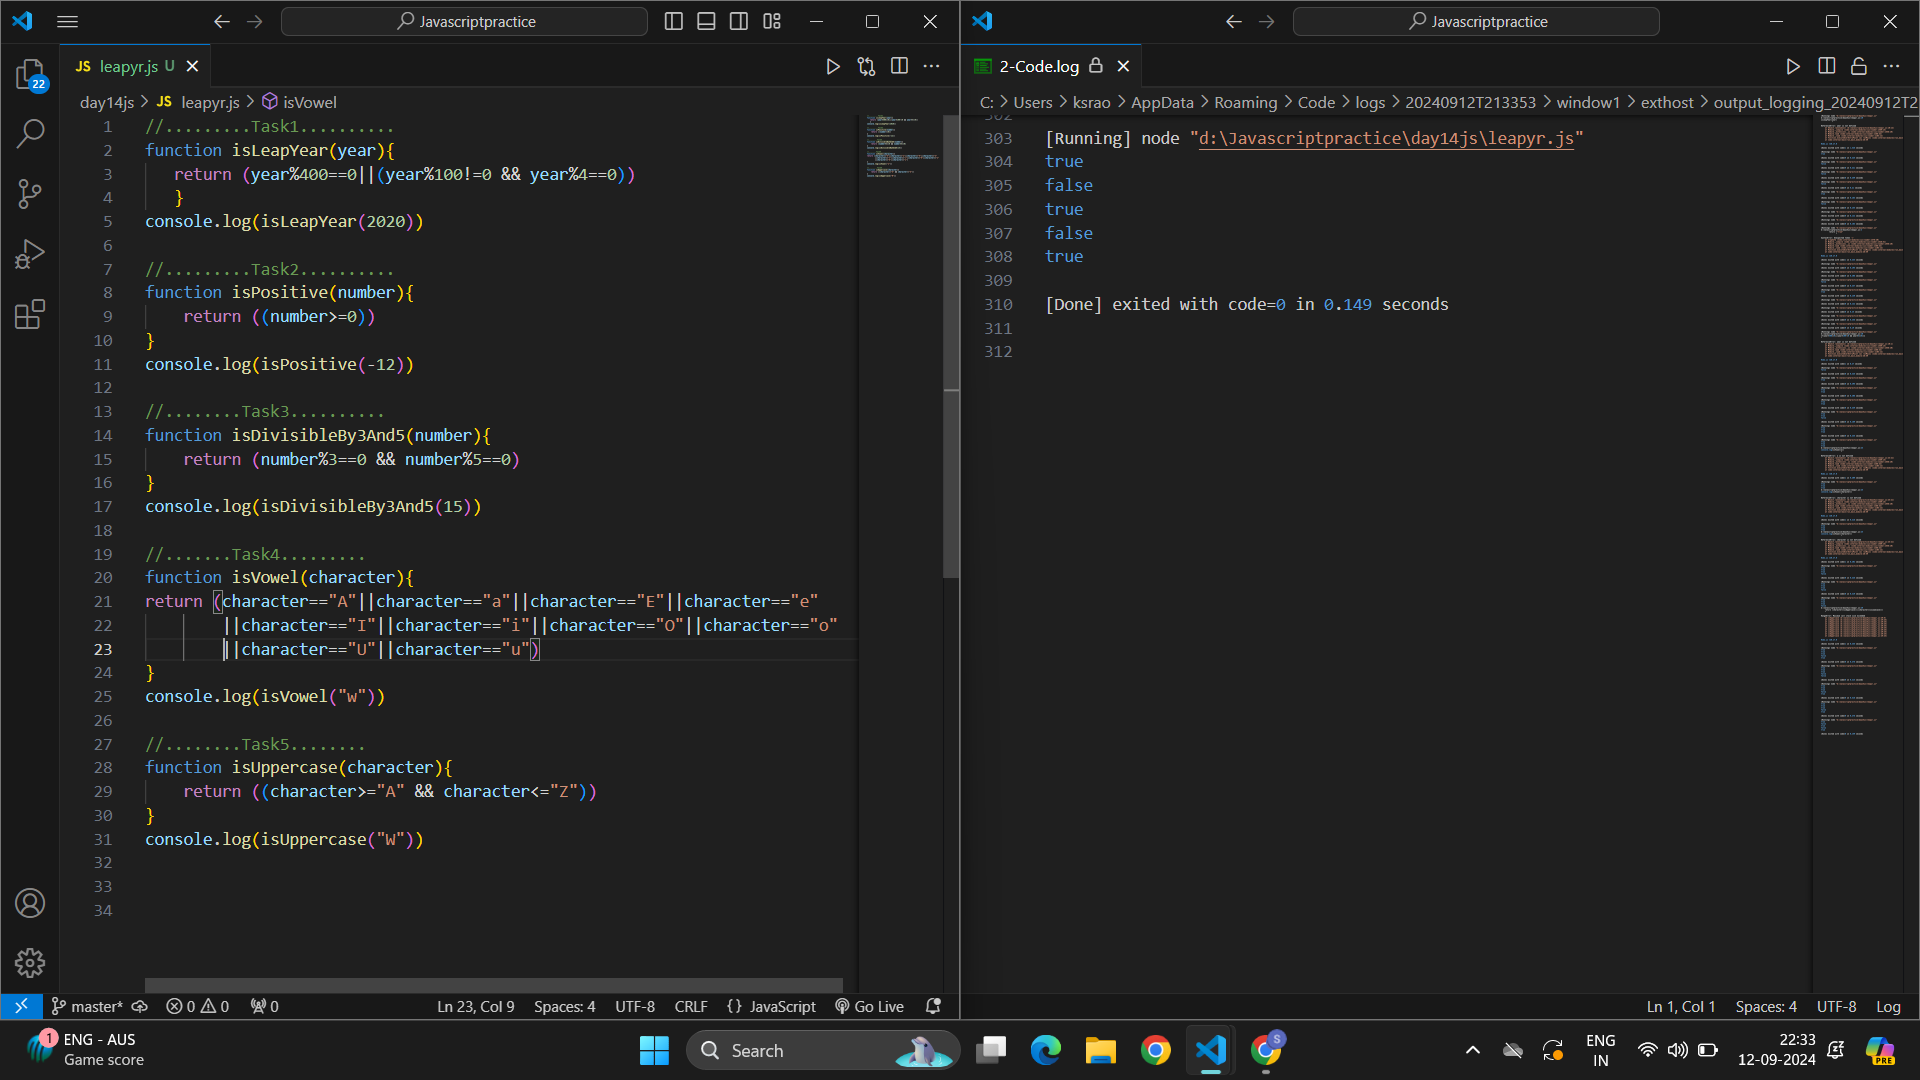 Javascriptpractice
JS leapyr.js U
day14js > JS leapyr.js > isVowel
1 //.........Task1..........
2 function isLeapYear(year){
3 return (year%400==0||(year%100!=0 && year%4==0))
4 }
5 console.log(isLeapYear(2020))
6
7 //.........Task2..........
8 function isPositive(number){
9 return ((number>=0))
10 }
11 console.log(isPositive(-12))
12
13 //........Task3..........
14 function isDivisibleBy3And5(number){
15 return (number%3==0 && number%5==0)
16 }
17 console.log(isDivisibleBy3And5(15))
18
19 //.......Task4.........
20 function isVowel(character){
21 return (character=="A"||character=="a"||character=="E"||character=="e"
22 ||character=="I"||character=="i"||character=="O"||character=="o"
23 ||character=="U"||character=="u")
24 }
25 console.log(isVowel("w"))
26
27 //........Task5........
28 function isUppercase(character){
29 return ((character>="A" && character<="Z"))
30 }
31 console.log(isUppercase("W"))
32
33
34
22
master* 0 0 0 Ln 23, Col 9 Spaces: 4 UTF-8 CRLF {} JavaScript Go Live
Javascriptpractice
2-Code.log
C: > Users > ksrao > AppData > Roaming > Code > logs > 20240912T213353 > window1 > exthost > output_logging_20240912T2
302
303 [Running] node "d:\Javascriptpractice\day14js\leapyr.js"
304 true
305 false
306 true
307 false
308 true
309
310 [Done] exited with code=0 in 0.149 seconds
311
312
Ln 1, Col 1 Spaces: 4 UTF-8 Log
1
ENG - AUS
Game score
Search
S
ENG
IN
22:33
12-09-2024
PRE